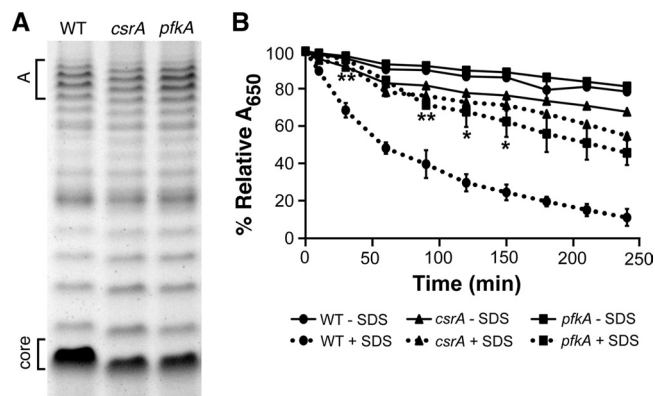 A
WT csrA pfkA
A
core
B
% Relative A650
100
80
60
40
20
0
** ** * *
0 50 100 150 200 250
Time (min)
WT - SDS csrA - SDS pfkA - SDS
WT + SDS csrA + SDS pfkA + SDS